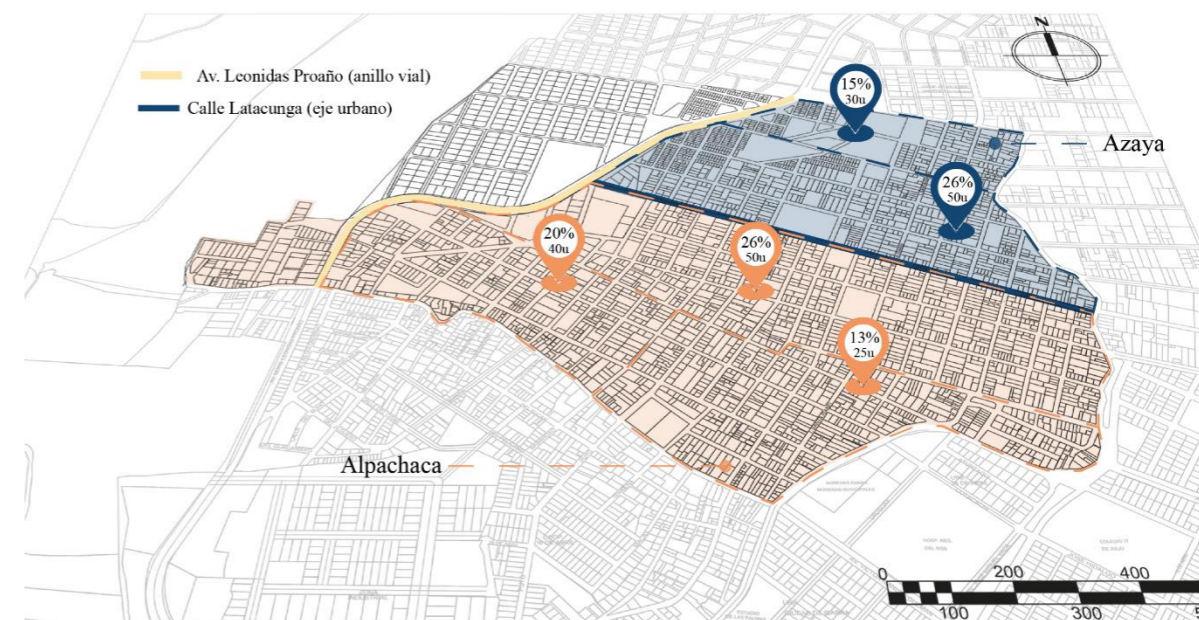 N
Av. Leonidas Proaño (anillo vial)
Calle Latacunga (eje urbano)
15%
30u
Azaya
26%
50u
20%
40u
26%
50u
13%
25u
Alpachaca
0
200
400
100
300